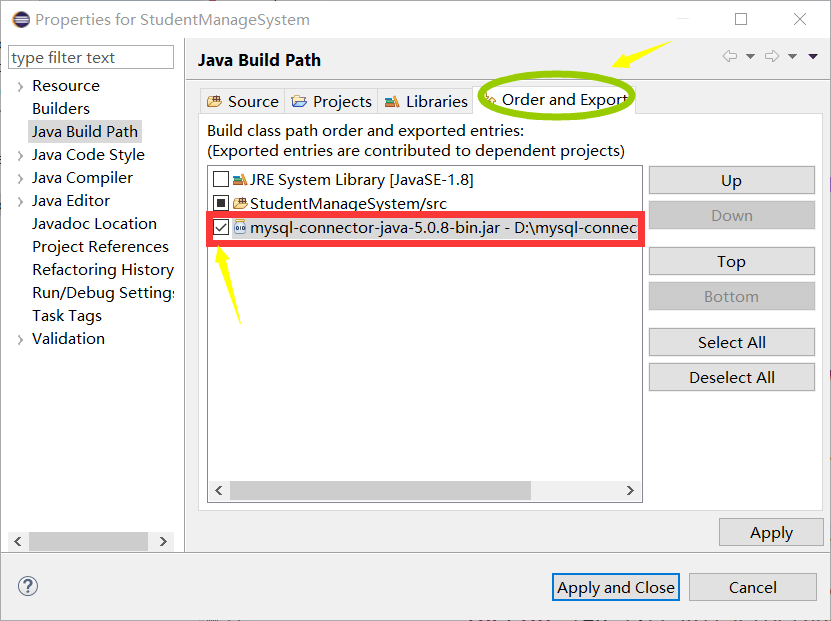 Properties for StudentManageSystem
type filter text
Resource
Builders
Java Build Path
Java Code Style
Java Compiler
Java Editor
Javadoc Location
Project References
Refactoring History
Run/Debug Settings
Task Tags
Validation
Java Build Path
Source
Projects
Libraries
Order and Export
Build class path order and exported entries:
(Exported entries are contributed to dependent projects)
JRE System Library [JavaSE-1.8]
StudentManageSystem/src
mysql-connector-java-5.0.8-bin.jar - D:\mysql-connec
Up
Down
Top
Bottom
Select All
Deselect All
Apply
Apply and Close
Cancel